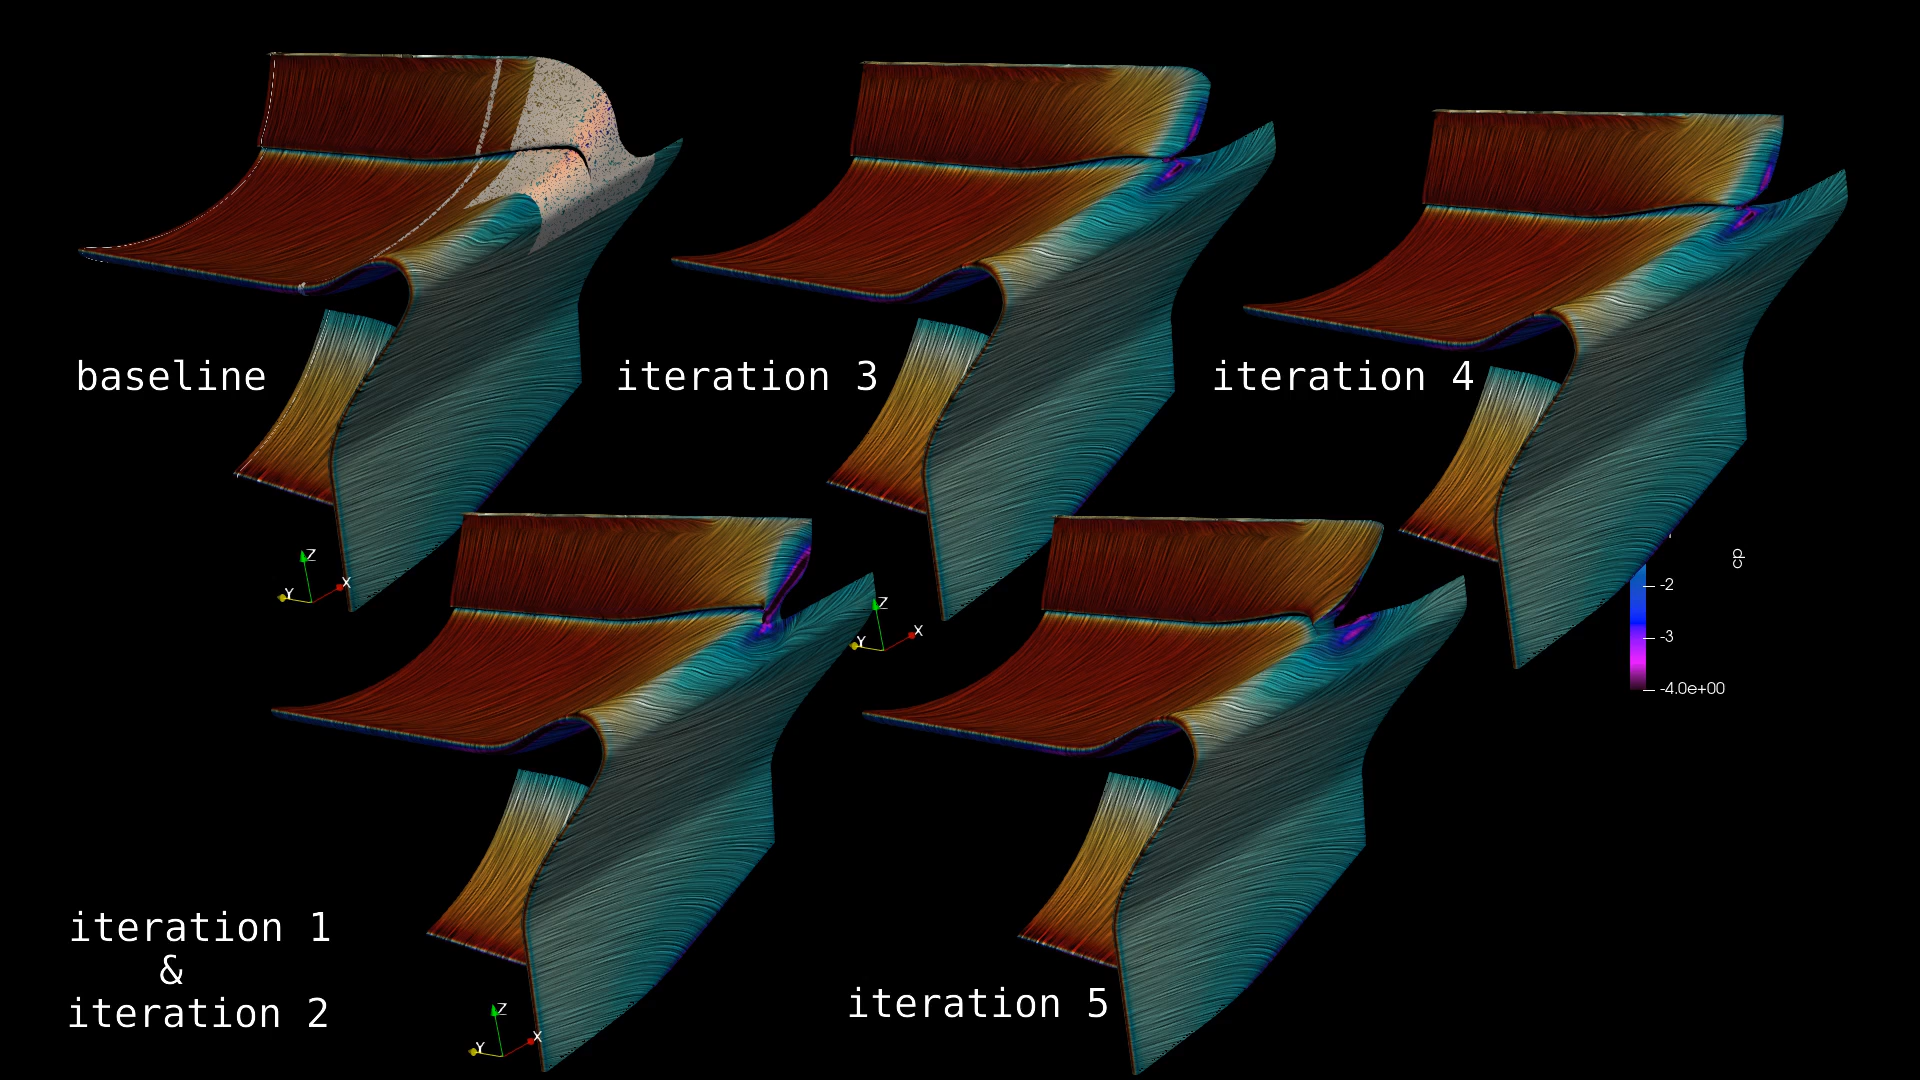 baseline
iteration 3
iteration 4
Z
Y
X
Z
Y
X
cp
-2
-3
-4.0e+00
iteration 1
&
iteration 2
iteration 5
Z
Y
X